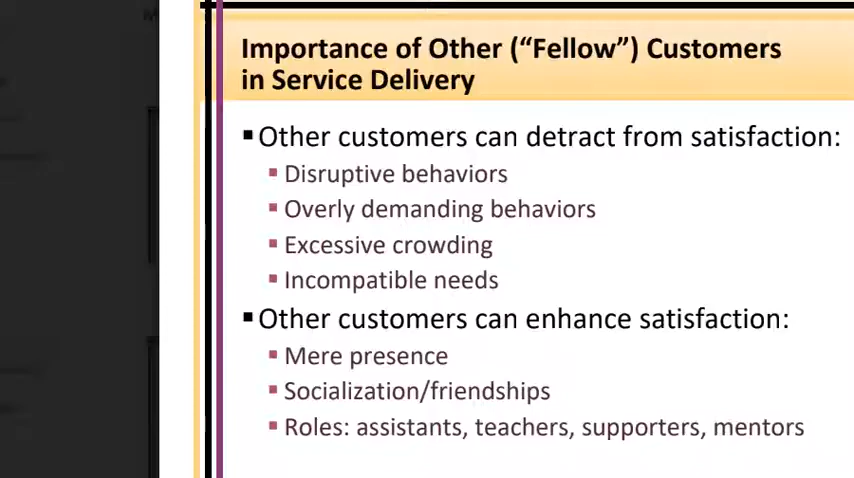 Importance of Other (“Fellow”) Customers
in Service Delivery
▪Other customers can detract from satisfaction:
▪ Disruptive behaviors
▪ Overly demanding behaviors
▪ Excessive crowding
▪ Incompatible needs
▪Other customers can enhance satisfaction:
▪ Mere presence
▪ Socialization/friendships
▪ Roles: assistants, teachers, supporters, mentors